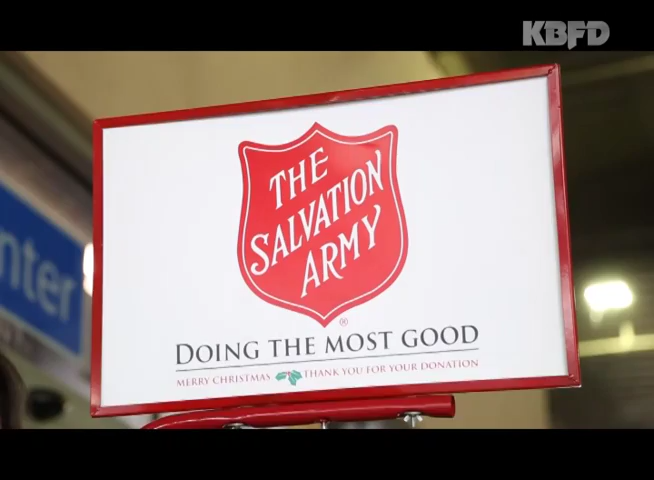 KBFD
THE
SALVATION
ARMY
®
DOING THE MOST GOOD
MERRY CHRISTMAS THANK YOU FOR YOUR DONATION
nter